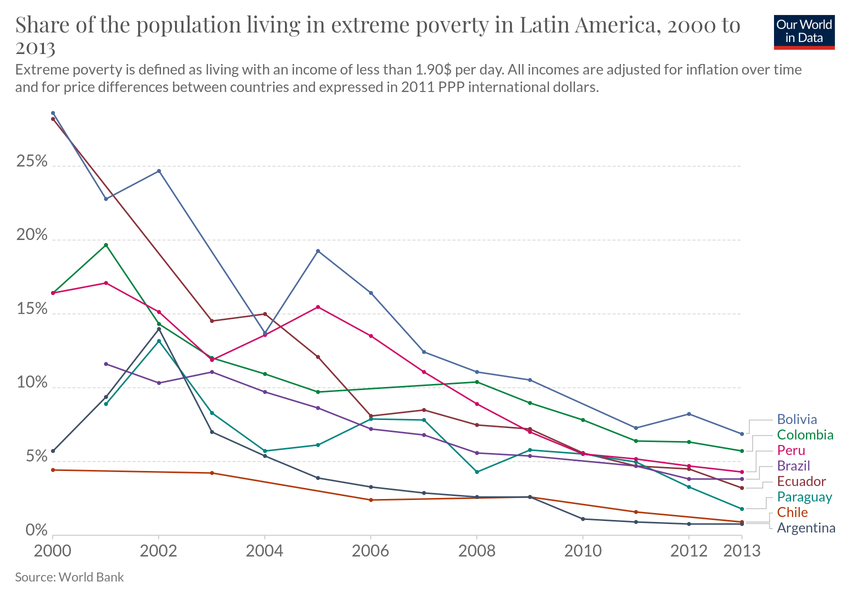 Share of the population living in extreme poverty in Latin America, 2000 to
2013
Our World
in Data
Extreme poverty is defined as living with an income of less than 1.90$ per day. All incomes are adjusted for inflation over time
and for price differences between countries and expressed in 2011 PPP international dollars.
25%
20%
15%
10%
5%
0%
Bolivia
Colombia
Peru
Brazil
Ecuador
Paraguay
Chile
Argentina
2000 2002 2004 2006 2008 2010 2012 2013
Source: World Bank